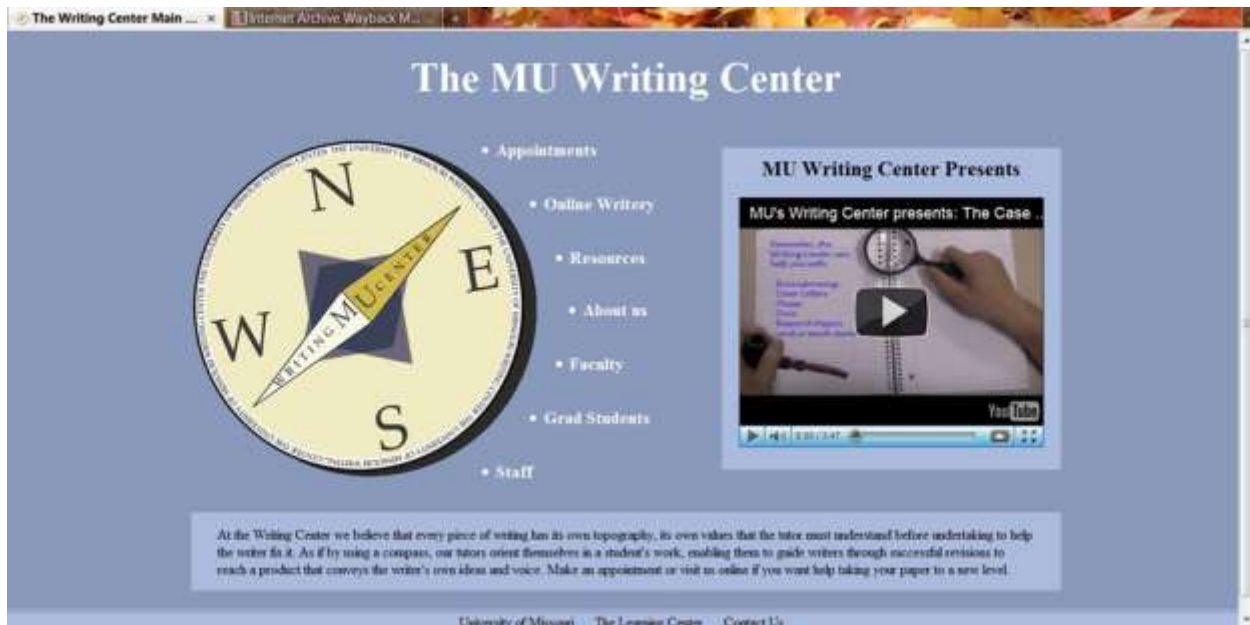 The Writing Center Main ...
Internet Archive Wayback M...
The MU Writing Center
• Appointments
• Online Writery
• Resources
• About us
• Faculty
• Grad Students
• Staff
N
E
W
S
WRITING MU CENTER
MU Writing Center Presents
MU's Writing Center presents: The Case ...
YouTube
At the Writing Center we believe that every piece of writing has its own topography, its own values that the tutor must understand before undertaking to help
the writer fix it. As if by using a compass, our tutors orient themselves in a student's work, enabling them to guide writers through successful revisions to
reach a product that conveys the writer's own ideas and voice. Make an appointment or visit us online if you want help taking your paper to a new level.
University of Missouri The Learning Center Contact Us